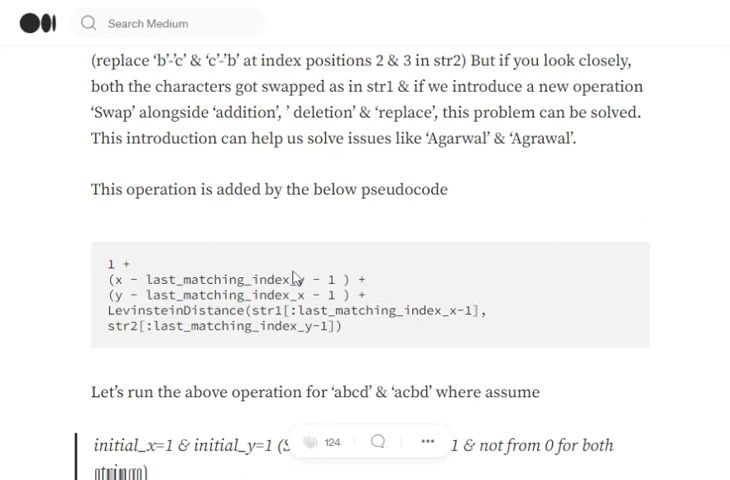 Search Medium
(replace ‘b’-’c’ & ‘c’-’b’ at index positions 2 & 3 in str2) But if you look closely,
both the characters got swapped as in str1 & if we introduce a new operation
‘Swap’ alongside ‘addition’, ’ deletion’ & ‘replace’, this problem can be solved.
This introduction can help us solve issues like ‘Agarwal’ & ‘Agrawal’.
This operation is added by the below pseudocode
1 +
(x - last_matching_index_y - 1 ) +
(y - last_matching_index_x - 1 ) +
LevinsteinDistance(str1[:last_matching_index_x-1],
str2[:last_matching_index_y-1])
Let’s run the above operation for ‘abcd’ & ‘acbd’ where assume
initial_x=1 & initial_y=1 ( 1 & not from 0 for both
124